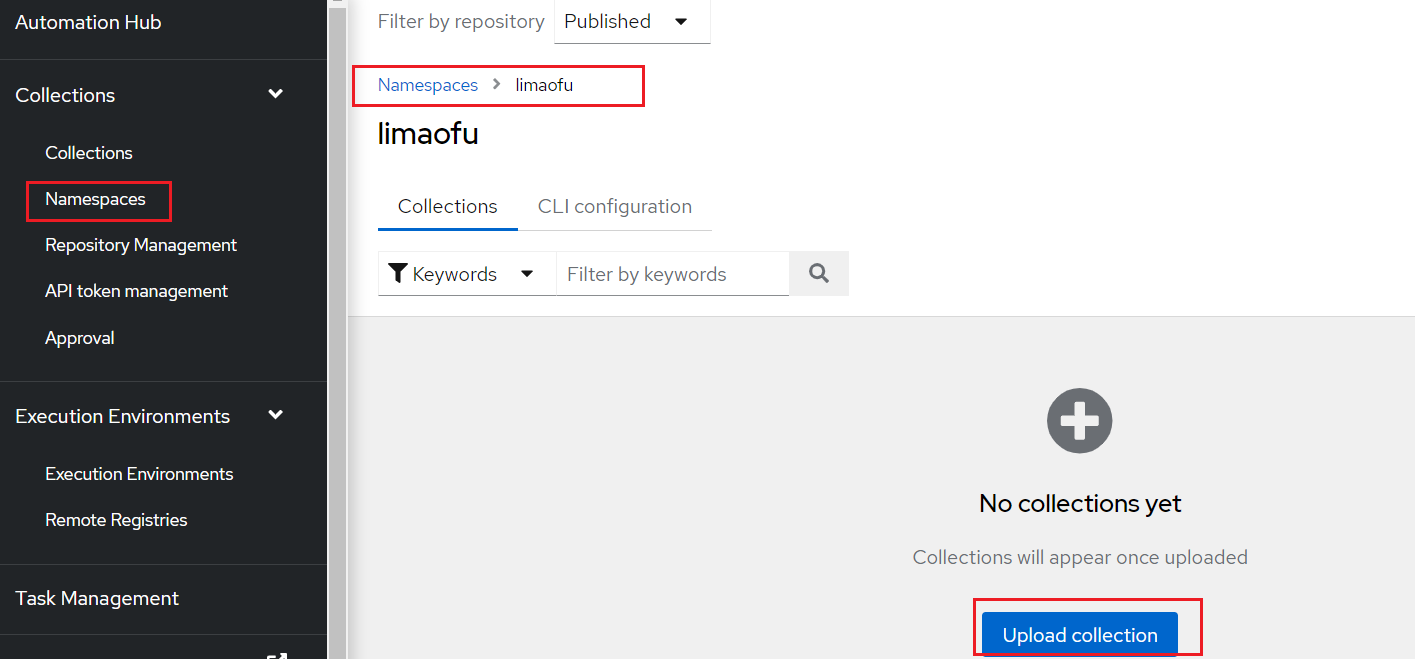 Automation Hub
Collections
Collections
Namespaces
Repository Management
API token management
Approval
Execution Environments
Execution Environments
Remote Registries
Task Management
Filter by repository Published
Namespaces > limaofu
limaofu
Collections CLI configuration
Keywords Filter by keywords
No collections yet
Collections will appear once uploaded
Upload collection